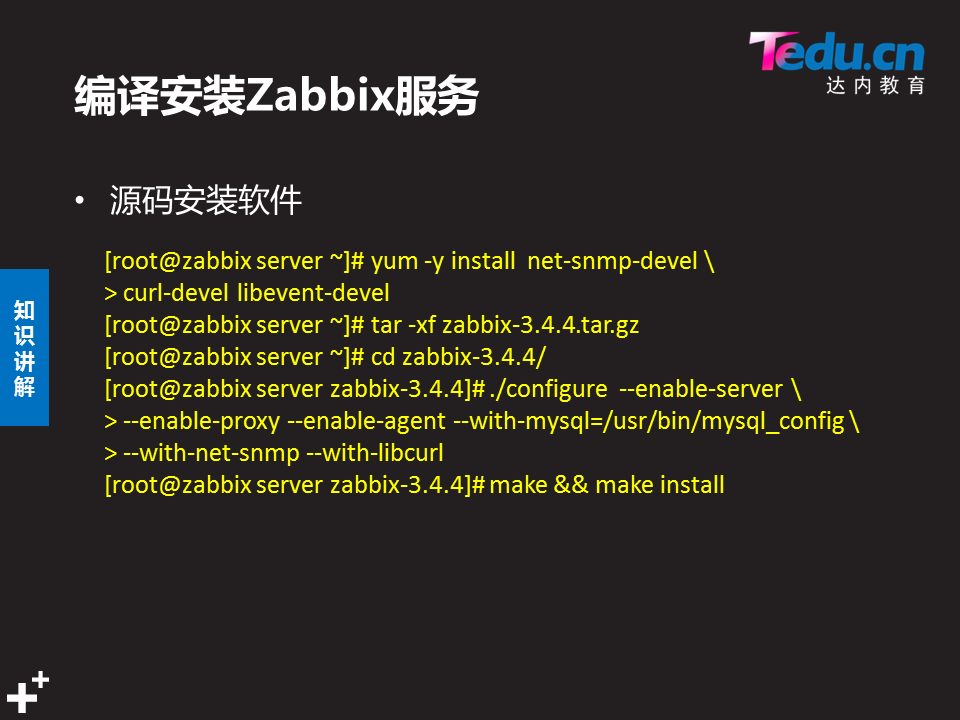 Tedu.cn
达内教育
编译安装Zabbix服务
• 源码安装软件
[root@zabbix server ~]# yum -y install net-snmp-devel \
> curl-devel libevent-devel
[root@zabbix server ~]# tar -xf zabbix-3.4.4.tar.gz
[root@zabbix server ~]# cd zabbix-3.4.4/
[root@zabbix server zabbix-3.4.4]# ./configure --enable-server \
> --enable-proxy --enable-agent --with-mysql=/usr/bin/mysql_config \
> --with-net-snmp --with-libcurl
[root@zabbix server zabbix-3.4.4]# make && make install
知识讲解